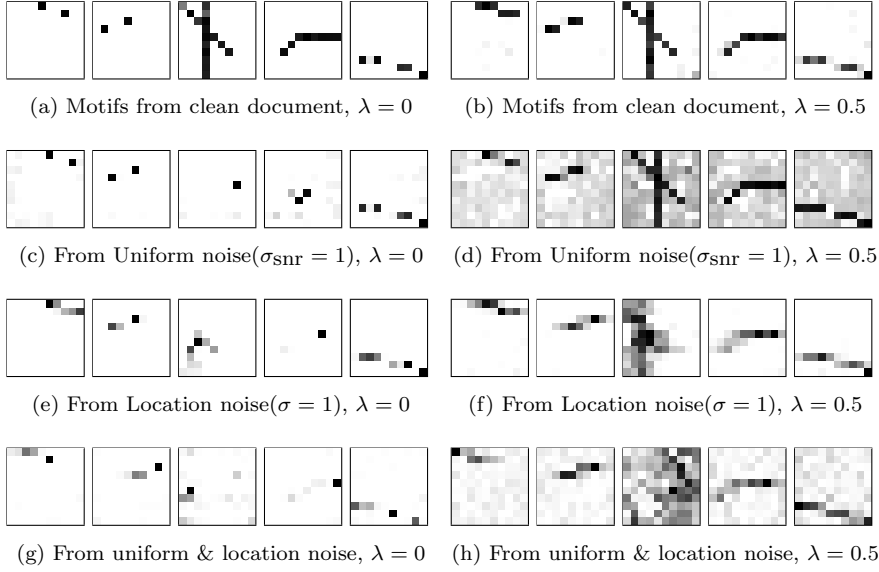 (a) Motifs from clean document, λ = 0
(b) Motifs from clean document, λ = 0.5
(c) From Uniform noise(σsnr = 1), λ = 0
(d) From Uniform noise(σsnr = 1), λ = 0.5
(e) From Location noise(σ = 1), λ = 0
(f) From Location noise(σ = 1), λ = 0.5
(g) From uniform & location noise, λ = 0
(h) From uniform & location noise, λ = 0.5